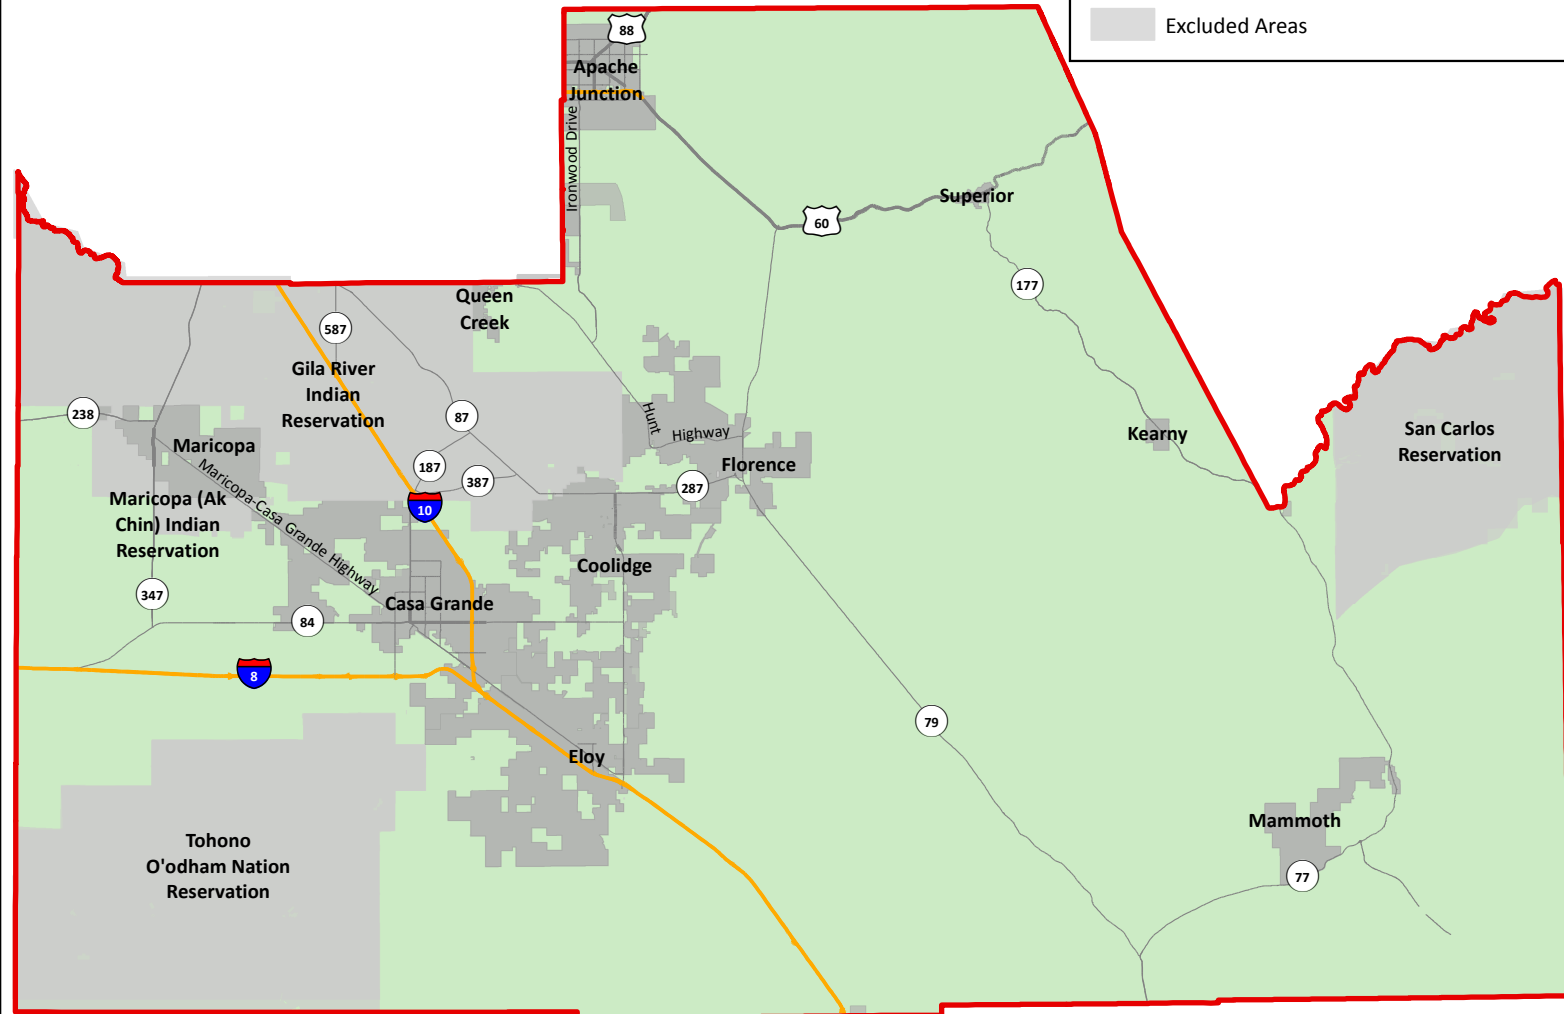 Excluded Areas
88
Apache
Junction
Ironwood Drive
Superior
60
177
Queen
Creek
587
Gila River
Indian
Reservation
238
87
Maricopa
Hunt
Highway
Kearny
San Carlos
Reservation
187
387
Florence
287
Maricopa-Casa Grande Highway
Maricopa (Ak
Chin) Indian
Reservation
10
Coolidge
347
Casa Grande
84
8
79
Eloy
Mammoth
Tohono
O'odham Nation
Reservation
77